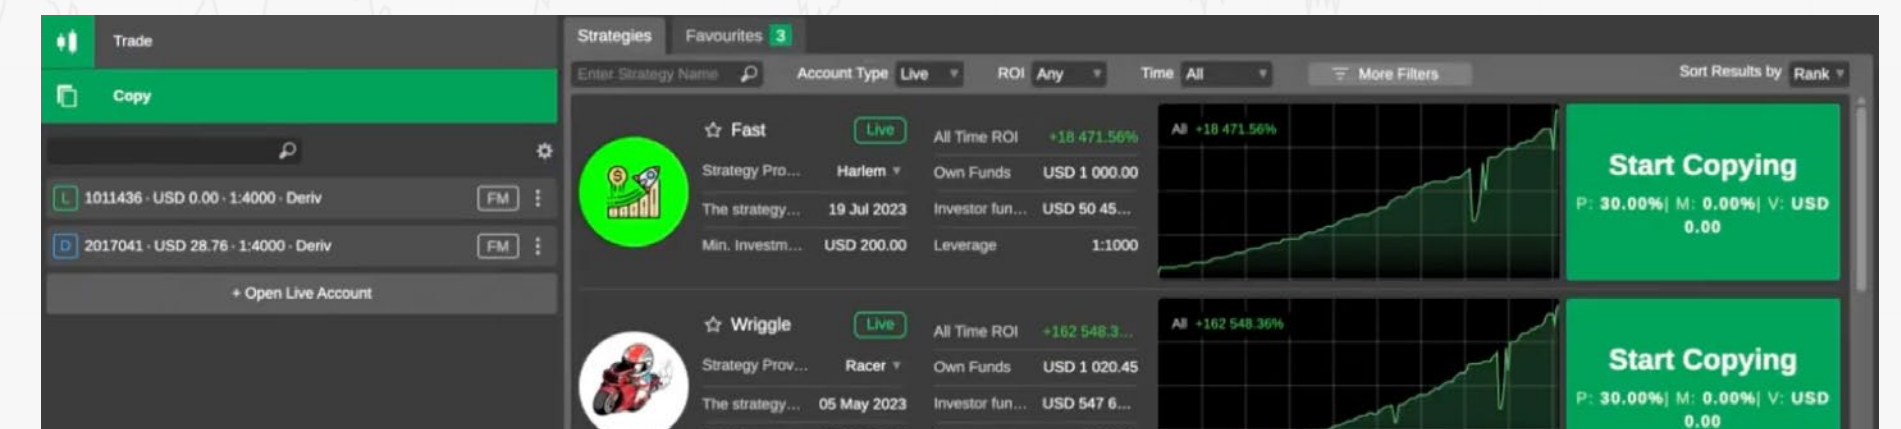 Trade
Copy
L 1011436 · USD 0.00 · 1:4000 · Deriv FM
D 2017041 · USD 28.76 · 1:4000 · Deriv FM
+ Open Live Account
Strategies Favourites 3
Enter Strategy Name Account Type Live ROI Any Time All More Filters Sort Results by Rank
Fast Live
Strategy Pro... Harlem
The strategy... 19 Jul 2023
Min. Investm... USD 200.00
All Time ROI +18 471.56%
Own Funds USD 1 000.00
Investor fun... USD 50 45...
Leverage 1:1000
All +18 471.56%
Start Copying
P: 30.00%| M: 0.00%| V: USD
0.00
Wriggle Live
Strategy Prov... Racer
The strategy... 05 May 2023
All Time ROI +162 548.3...
Own Funds USD 1 020.45
Investor fun... USD 547 6...
All +162 548.36%
Start Copying
P: 30.00%| M: 0.00%| V: USD
0.00